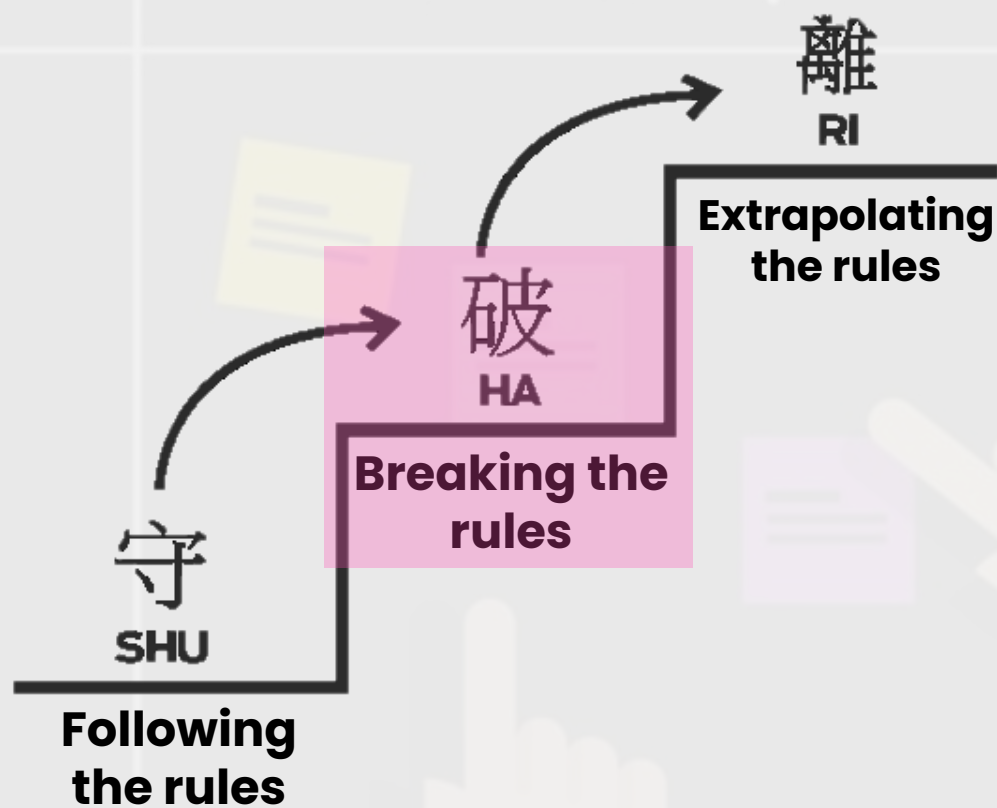 離
RI
Extrapolating
the rules
破
HA
Breaking the
rules
守
SHU
Following
the rules